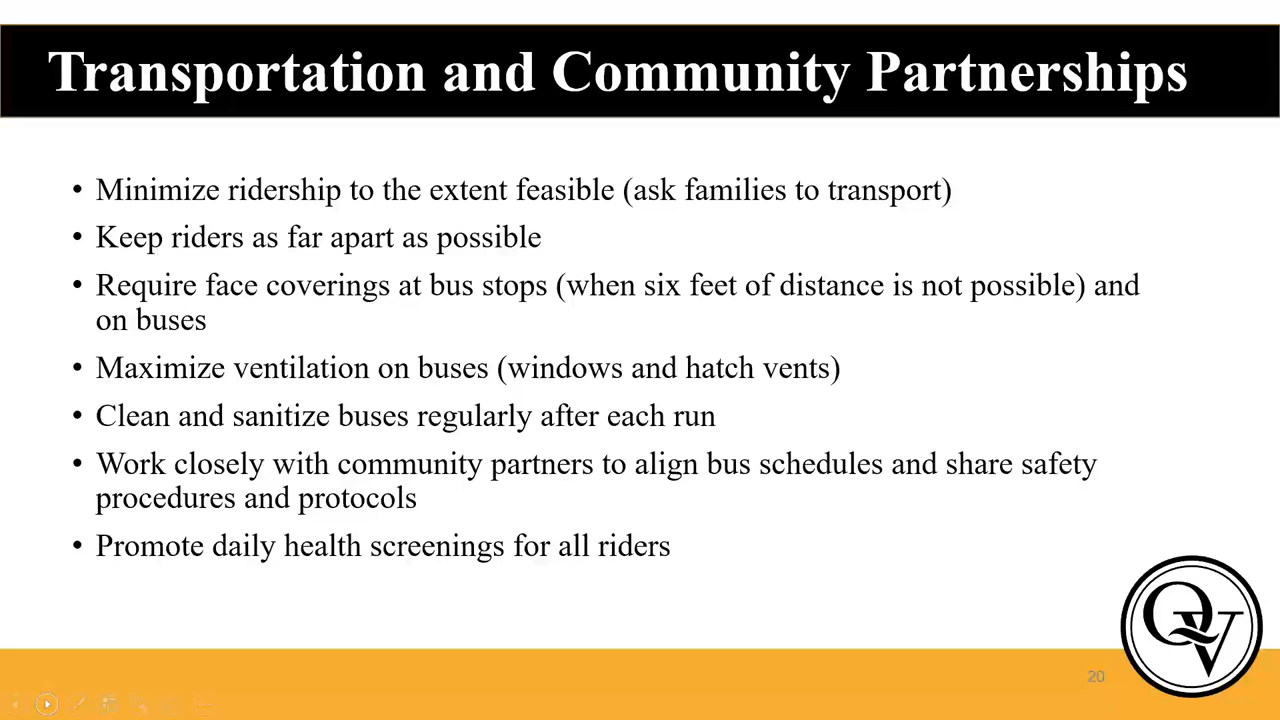 Transportation and Community Partnerships
• Minimize ridership to the extent feasible (ask families to transport)
• Keep riders as far apart as possible
• Require face coverings at bus stops (when six feet of distance is not possible) and
on buses
• Maximize ventilation on buses (windows and hatch vents)
• Clean and sanitize buses regularly after each run
• Work closely with community partners to align bus schedules and share safety
procedures and protocols
• Promote daily health screenings for all riders
QV
20